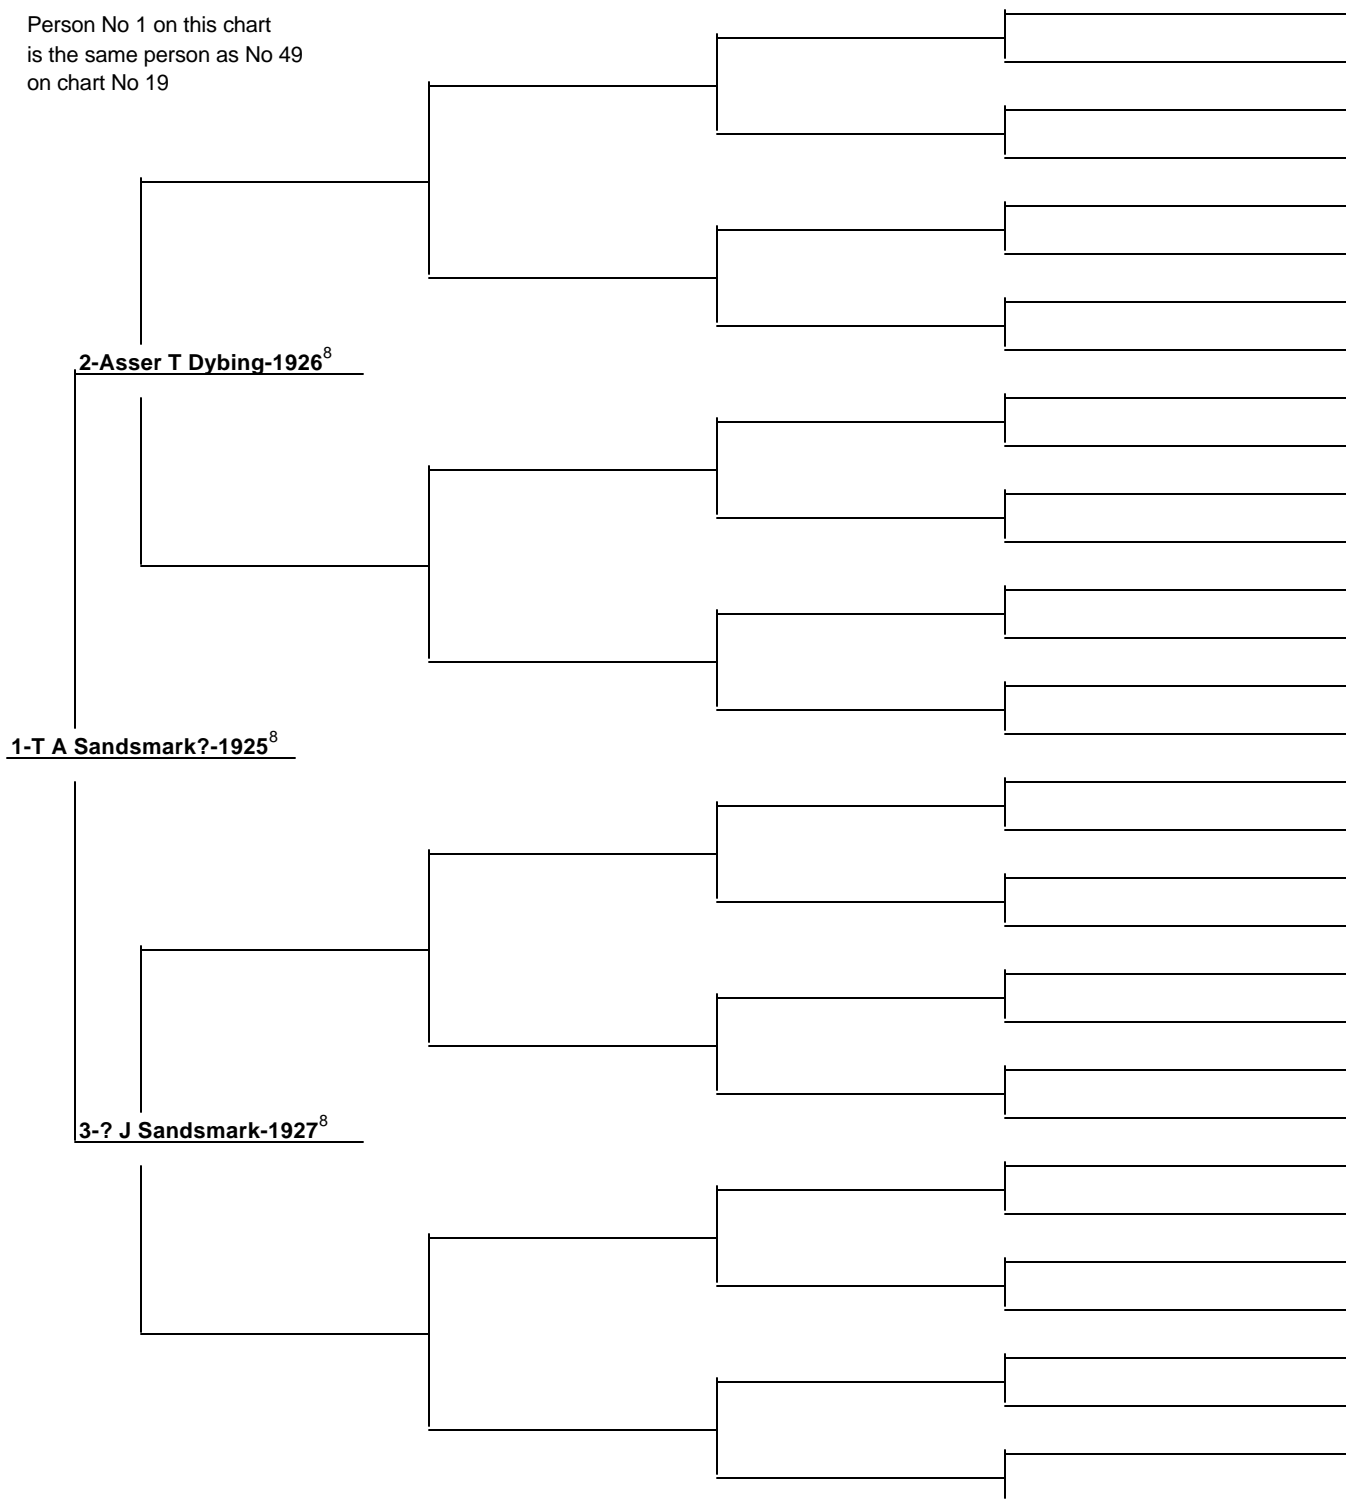 Person No 1 on this chart
is the same person as No 49
on chart No 19
2-Asser T Dybing-1926⁸
1-T A Sandsmark?-1925⁸
3-? J Sandsmark-1927⁸